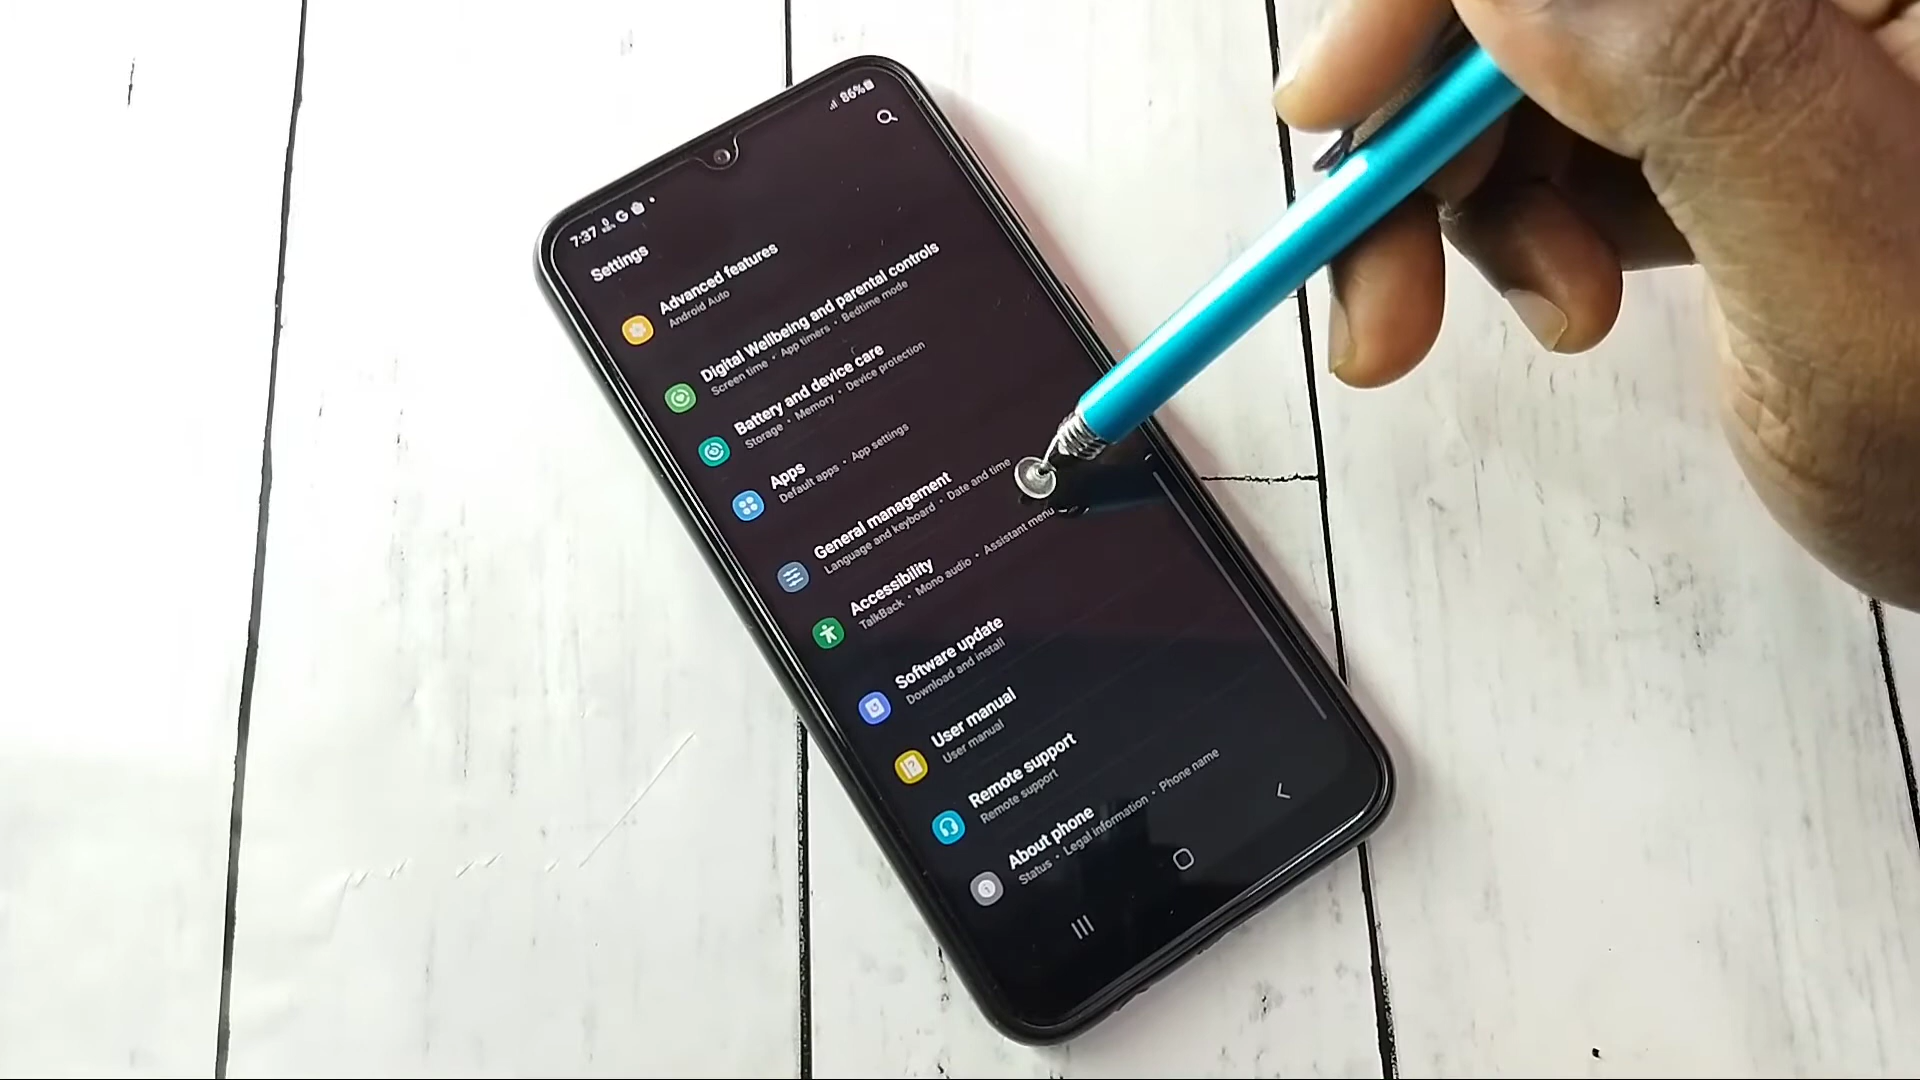 7:37 G
86%
Settings
Advanced features
Android Auto
Digital Wellbeing and parental controls
Screen time • App timers • Bedtime mode
Battery and device care
Storage • Memory • Device protection
Apps
Default apps • App settings
General management
Language and keyboard • Date and time
Accessibility
TalkBack • Mono audio • Assistant menu
Software update
Download and install
User manual
User manual
Remote support
Remote support
About phone
Status • Legal information • Phone name